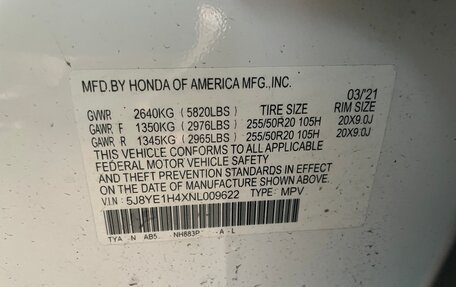 MFD.BY HONDA OF AMERICA MFG.,INC.
03/21
GVWR 2640KG (5820LBS) TIRE SIZE RIM SIZE
GAWR F 1350KG (2976LBS) 255/50R20 105H 20X9.0J
GAWR R 1345KG (2965LBS) 255/50R20 105H 20X9.0J
THIS VEHICLE CONFORMS TO ALL APPLICABLE
FEDERAL MOTOR VEHICLE SAFETY
AND THEFT PREVENTION STANDARDS IN EFFECT
ON THE DATE OF MANUFACTURE SHOWN ABOVE.
V.I.N: 5J8YE1H4XNL009622 TYPE: MPV
TYA N AB5 NH883P A-L